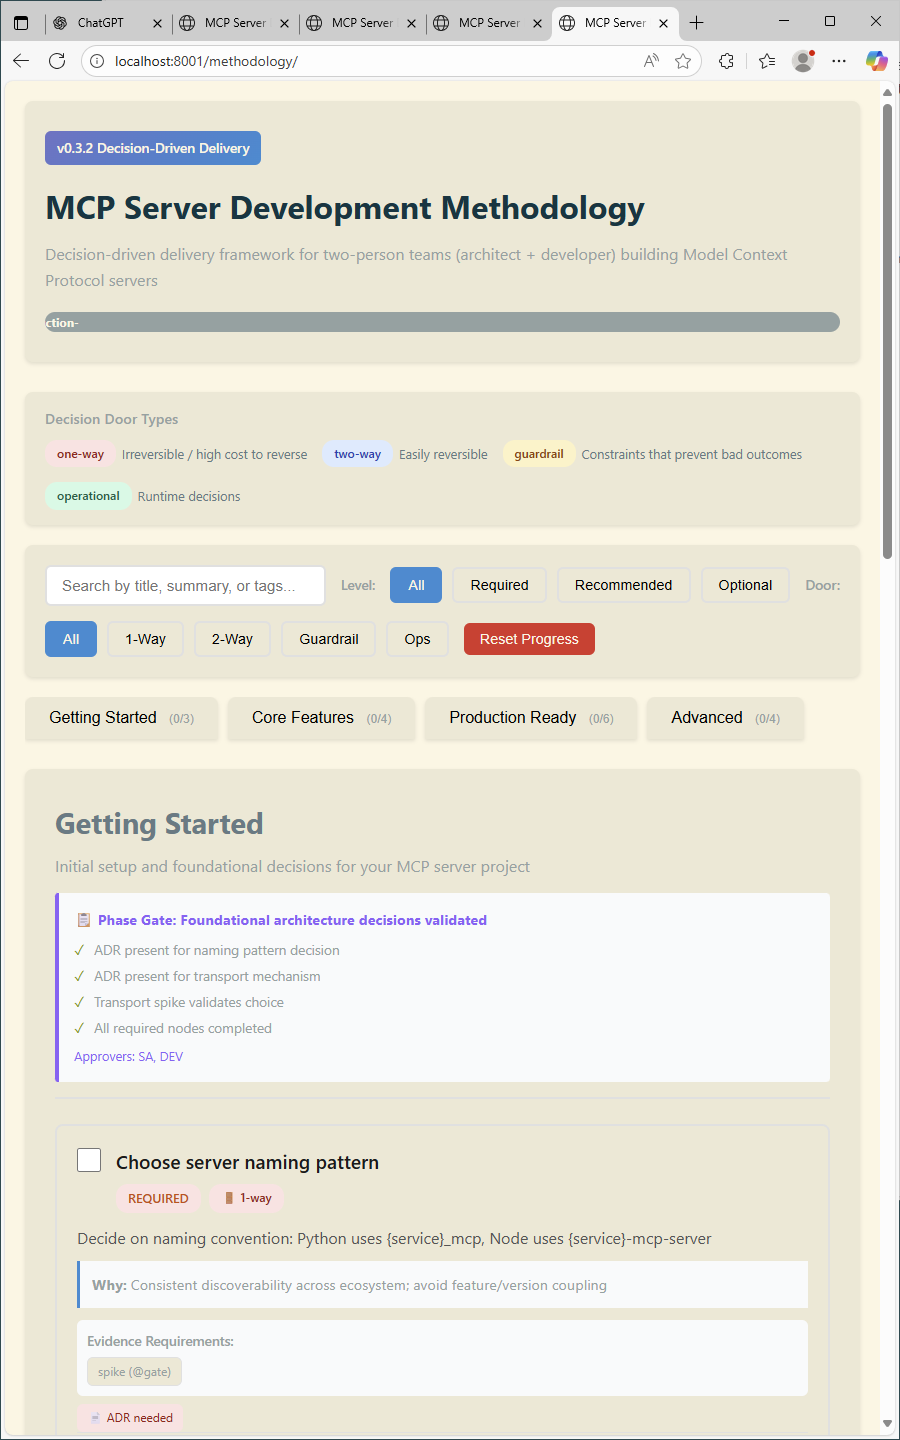 ChatGPT
MCP Server
MCP Server
MCP Server
MCP Server
localhost:8001/methodology/
v0.3.2 Decision-Driven Delivery
MCP Server Development Methodology
Decision-driven delivery framework for two-person teams (architect + developer) building Model Context
Protocol servers
ction-
Decision Door Types
one-way Irreversible / high cost to reverse two-way Easily reversible guardrail Constraints that prevent bad outcomes
operational Runtime decisions
Search by title, summary, or tags... Level: All Required Recommended Optional Door:
All 1-Way 2-Way Guardrail Ops Reset Progress
Getting Started (0/3) Core Features (0/4) Production Ready (0/6) Advanced (0/4)
Getting Started
Initial setup and foundational decisions for your MCP server project
📋 Phase Gate: Foundational architecture decisions validated
✓ ADR present for naming pattern decision
✓ ADR present for transport mechanism
✓ Transport spike validates choice
✓ All required nodes completed
Approvers: SA, DEV
Choose server naming pattern
REQUIRED 🚪 1-way
Decide on naming convention: Python uses {service}_mcp, Node uses {service}-mcp-server
Why: Consistent discoverability across ecosystem; avoid feature/version coupling
Evidence Requirements:
spike (@gate)
ADR needed